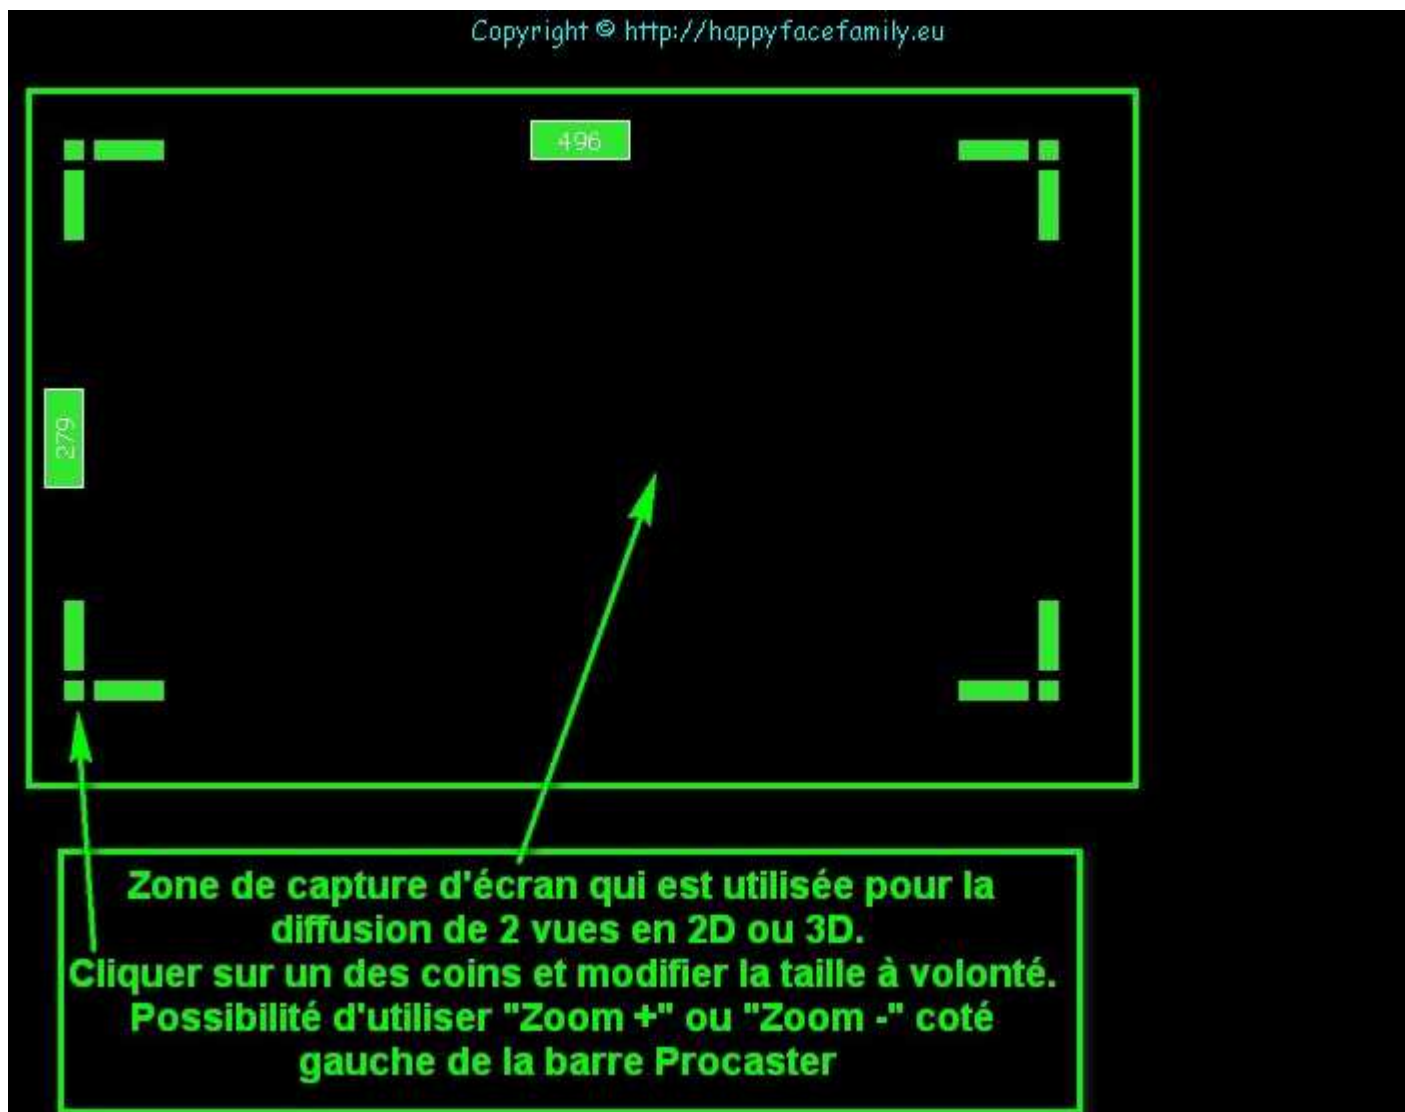 Copyright © http://happyfacefamily.eu
496
279
Zone de capture d'écran qui est utilisée pour la
diffusion de 2 vues en 2D ou 3D.
Cliquer sur un des coins et modifier la taille à volonté.
Possibilité d'utiliser "Zoom +" ou "Zoom -" coté
gauche de la barre Procaster